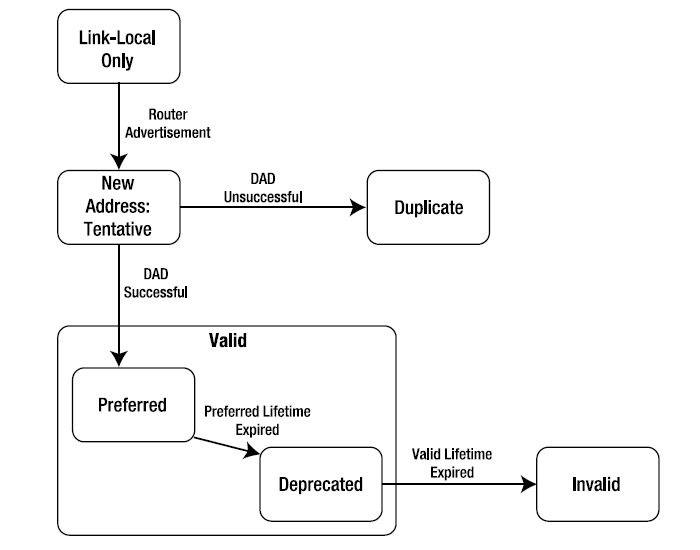 Link-Local
Only
Router
Advertisement
New
Address:
Tentative
DAD
Unsuccessful
Duplicate
DAD
Successful
Valid
Preferred
Preferred Lifetime
Expired
Deprecated
Valid Lifetime
Expired
Invalid